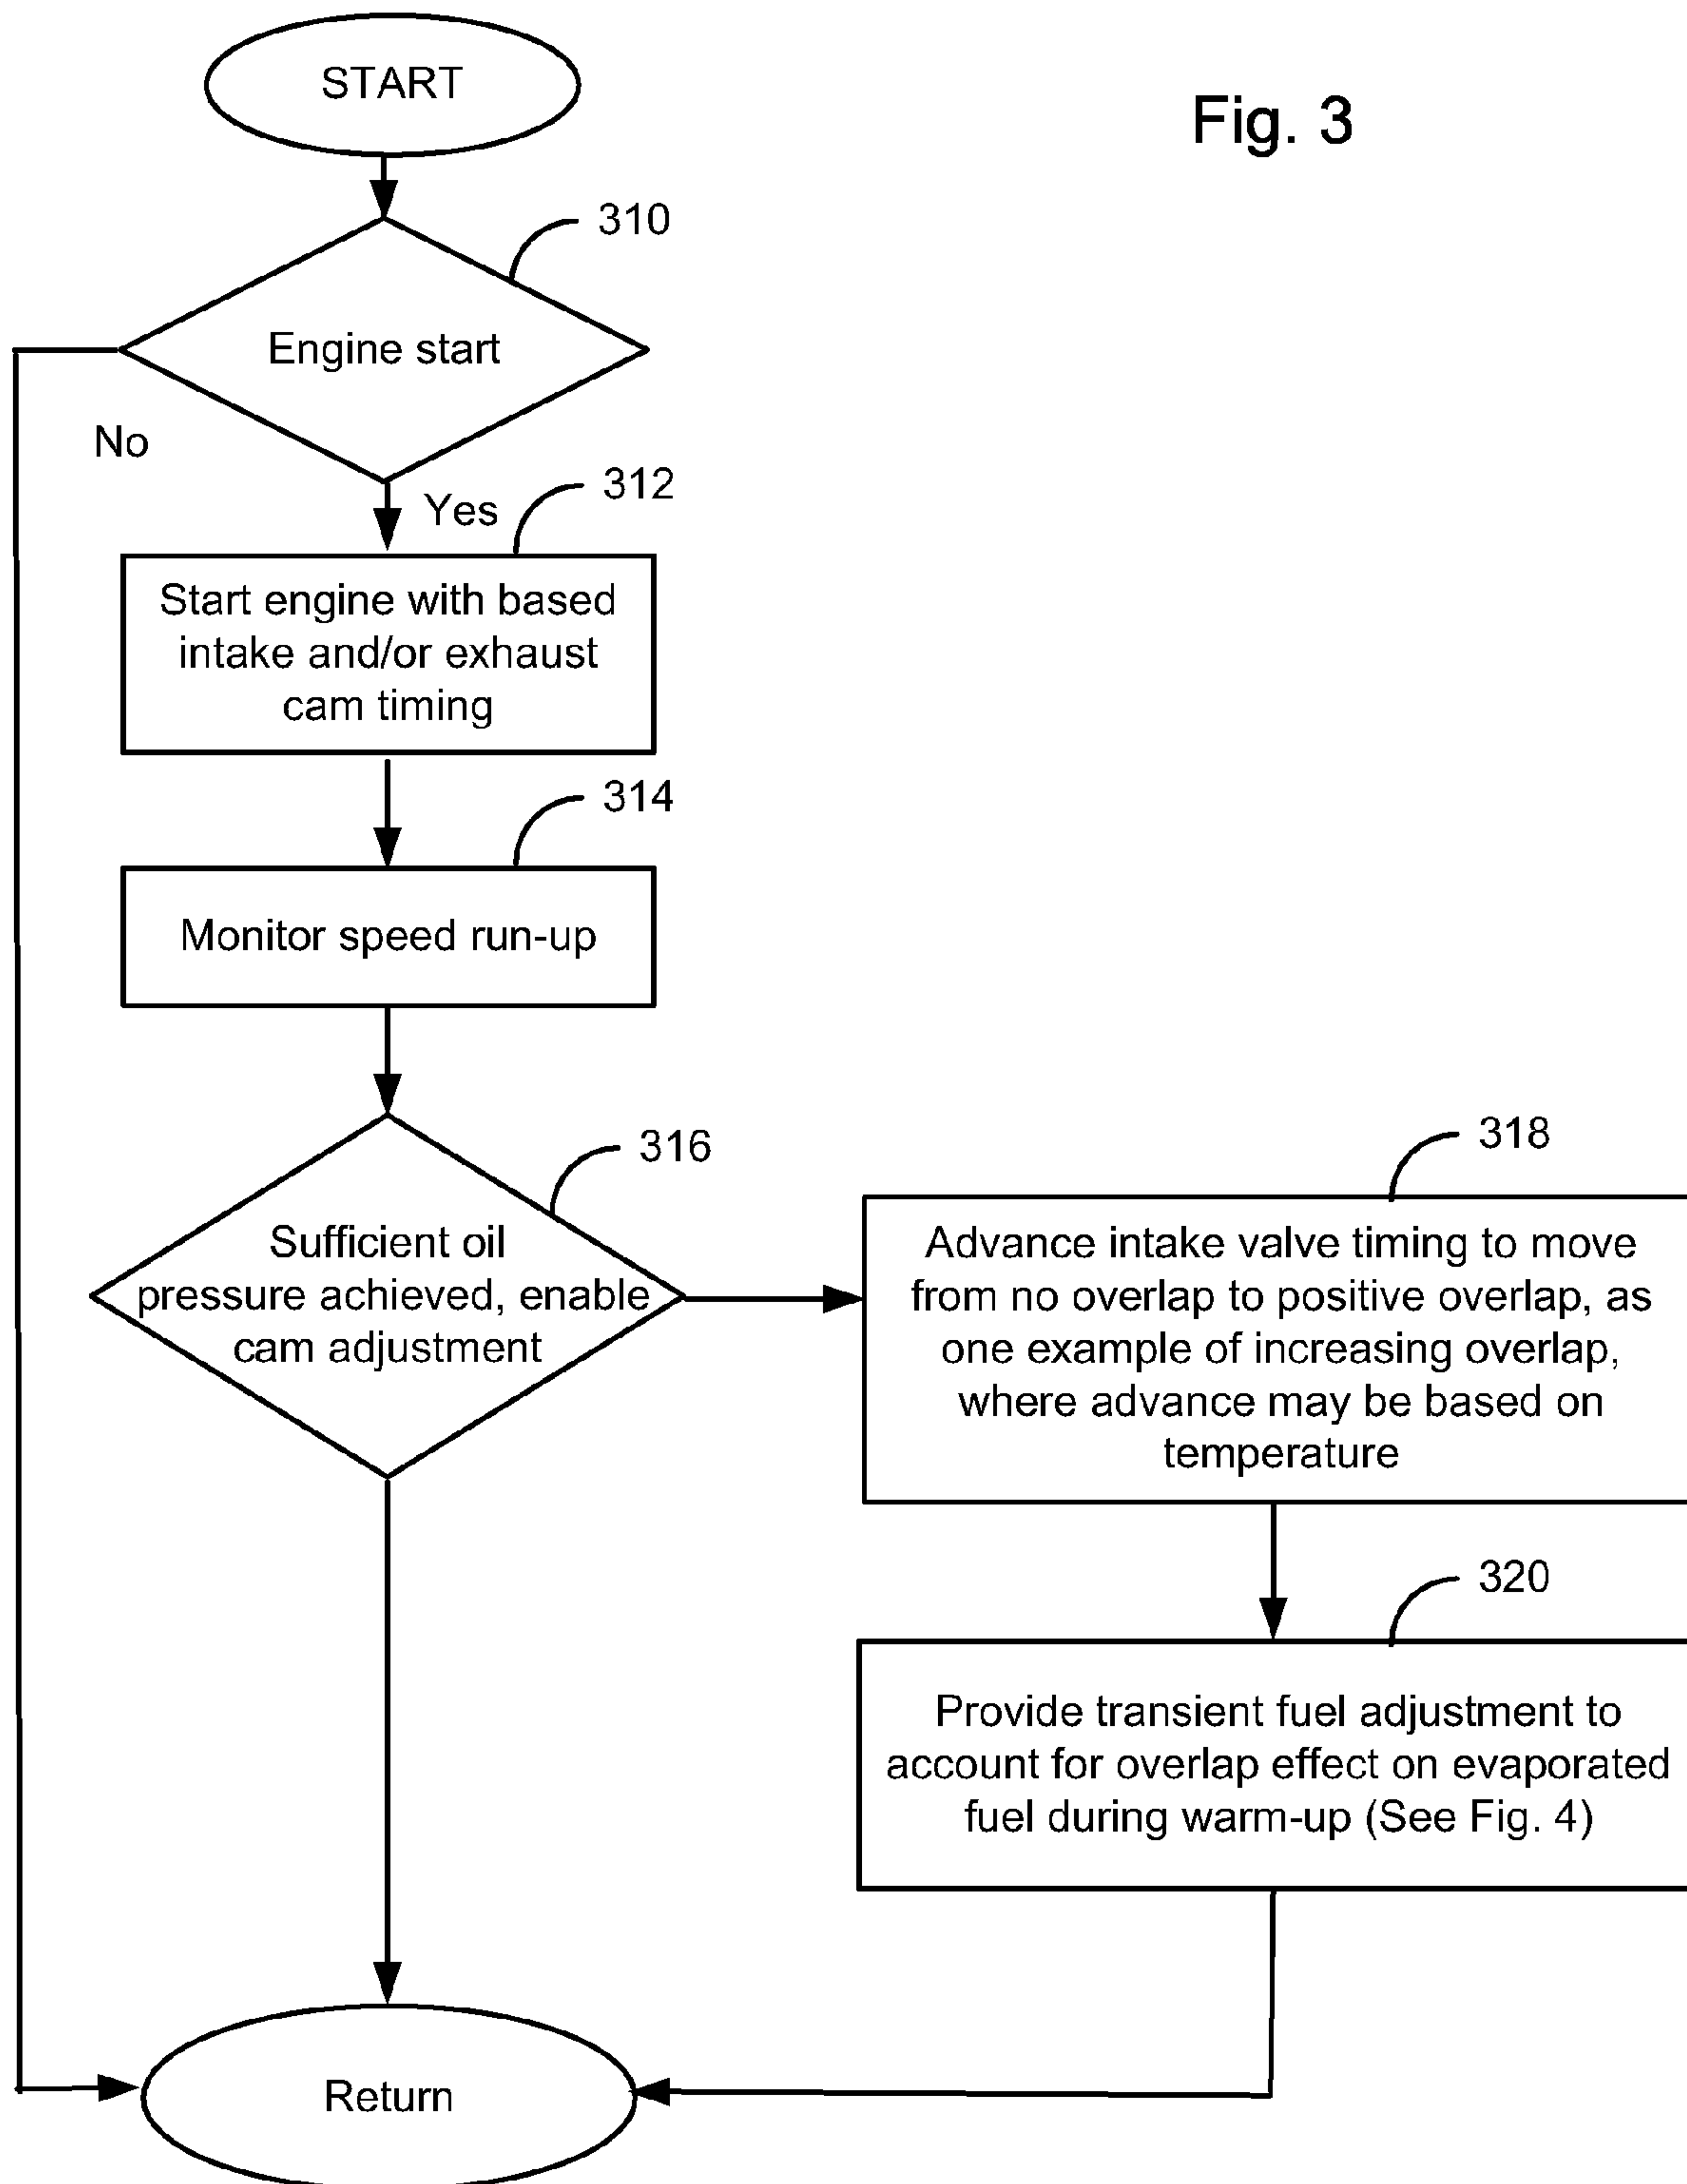 START
Fig. 3
310
Engine start
No
Yes
312
Start engine with based
intake and/or exhaust
cam timing
314
Monitor speed run-up
316
Sufficient oil
pressure achieved, enable
cam adjustment
318
Advance intake valve timing to move
from no overlap to positive overlap, as
one example of increasing overlap,
where advance may be based on
temperature
320
Provide transient fuel adjustment to
account for overlap effect on evaporated
fuel during warm-up (See Fig. 4)
Return